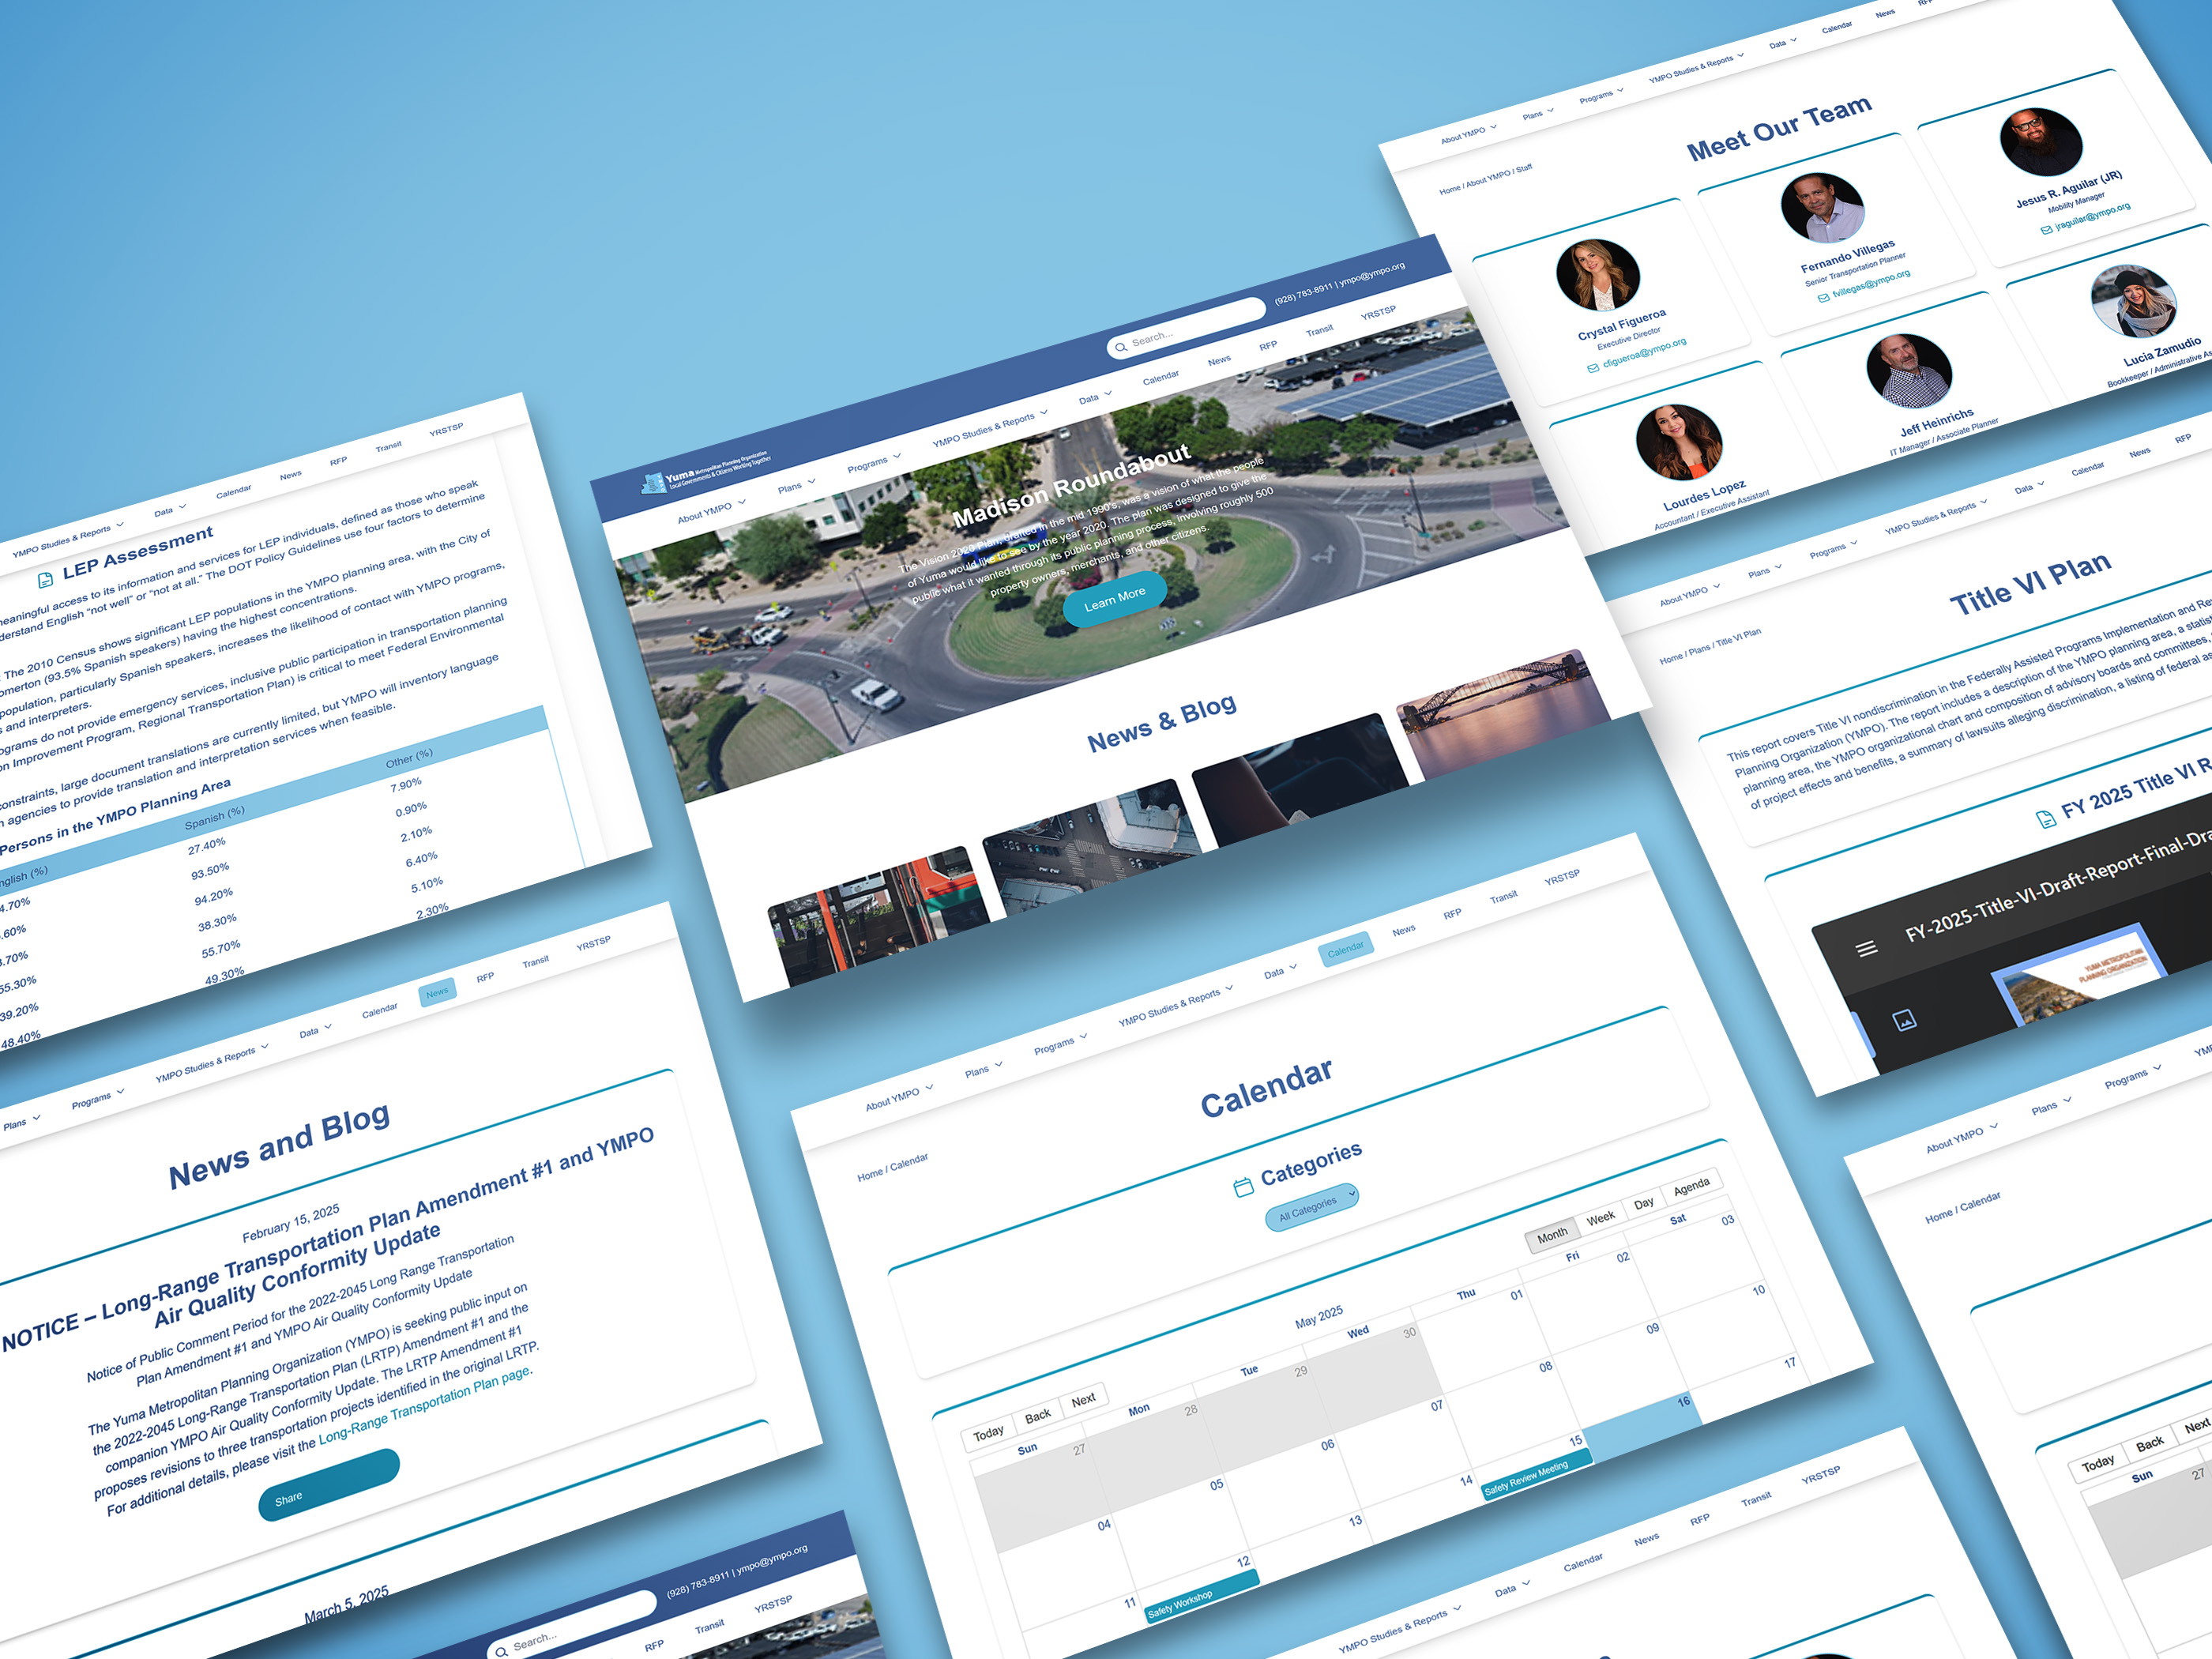 YMPO Studies & Reports
Data
Calendar
News
RFP
Transit
YRSTSP
LEP Assessment
meaningful access to its information and services for LEP individuals, defined as those who speak
understand English "not well" or "not at all." The DOT Policy Guidelines use four factors to determine
The 2010 Census shows significant LEP populations in the YMPO planning area, with the City of
(93.5% Spanish speakers) having the highest concentrations.
population, particularly Spanish speakers, increases the likelihood of contact with YMPO programs,
and interpreters.
do not provide emergency services, inclusive public participation in transportation planning
Improvement Program, Regional Transportation Plan) is critical to meet Federal Environmental
constraints, large document translations are currently limited, but YMPO will inventory language
agencies to provide translation and interpretation services when feasible.
Persons in the YMPO Planning Area
Spanish (%)
Other (%)
27.40%
7.90%
93.50%
0.90%
94.20%
2.10%
38.30%
6.40%
55.30%
55.70%
5.10%
39.20%
49.30%
2.30%
48.40%
Yuma Metropolitan Planning Organization
Local Governments & Citizens Working Together
Search...
(928) 783-8911 | ympo@ympo.org
About YMPO
Plans
Programs
YMPO Studies & Reports
Data
Calendar
News
RFP
Transit
YRSTSP
Madison Roundabout
The Vision 2020 Plan, drafted in the mid 1990's, was a vision of what the people
of Yuma would like to see by the year 2020. The plan was designed to give the
public what it wanted through its public planning process, involving roughly 500
property owners, merchants, and other citizens.
Learn More
News & Blog
About YMPO
Plans
Programs
YMPO Studies & Reports
Data
Calendar
News
Meet Our Team
Home / About YMPO / Staff
Crystal Figueroa
Executive Director
cfigueroa@ympo.org
Fernando Villegas
Senior Transportation Planner
fvillegas@ympo.org
Jesus R. Aguilar (JR)
Mobility Manager
jraguilar@ympo.org
Lourdes Lopez
Accountant / Executive Assistant
Jeff Heinrichs
IT Manager / Associate Planner
Lucia Zamudio
Bookkeeper / Administrative
About YMPO
Plans
Programs
YMPO Studies & Reports
Data
Calendar
News
RFP
Title VI Plan
Home / Plans / Title VI Plan
This report covers Title VI nondiscrimination in the Federally Assisted Programs Implementation and
Planning Organization (YMPO). The report includes a description of the YMPO planning area, a
planning area, the YMPO organizational chart and composition of advisory boards and committees,
of project effects and benefits, a summary of lawsuits alleging discrimination, a listing of federal
FY 2025 Title VI
FY-2025-Title-VI-Draft-Report-Final-
YUMA METROPOLITAN
PLANNING ORGANIZATION
Plans
Programs
YMPO Studies & Reports
Data
Calendar
News
RFP
Transit
YRSTSP
News and Blog
February 15, 2025
NOTICE – Long-Range Transportation Plan Amendment #1 and YMPO
Air Quality Conformity Update
Notice of Public Comment Period for the 2022-2045 Long Range Transportation
Plan Amendment #1 and YMPO Air Quality Conformity Update
The Yuma Metropolitan Planning Organization (YMPO) is seeking public input on
the 2022-2045 Long-Range Transportation Plan (LRTP) Amendment #1 and the
companion YMPO Air Quality Conformity Update. The LRTP Amendment #1
proposes revisions to three transportation projects identified in the original LRTP.
For additional details, please visit the Long-Range Transportation Plan page.
Share
March 5, 2025
About YMPO
Plans
Programs
YMPO Studies & Reports
Data
Calendar
News
RFP
Transit
YRSTSP
Calendar
Home / Calendar
Categories
All Categories
Today
Back
Next
May 2025
Month
Week
Day
Agenda
Sun
Mon
Tue
Wed
Thu
Fri
Sat
27
28
29
30
01
02
03
04
05
06
07
08
09
10
11
12
13
14
15
16
17
Safety Workshop
Safety Review Meeting
About YMPO
Plans
Programs
Home / Calendar
Today
Back
Next
Sun
27
Search...
(928) 783-8911 | ympo@ympo.org
RFP
Transit
YRSTSP
YMPO Studies & Reports
Data
Calendar
News
RFP
Transit
YRSTSP